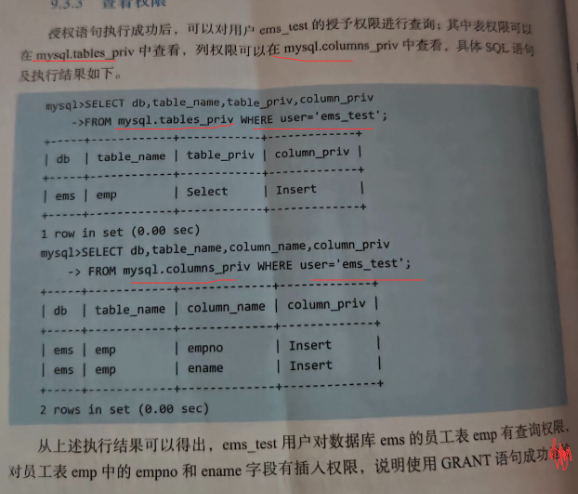 9.3.3 查看权限
授权语句执行成功后，可以对用户 ems_test 的授予权限进行查询；其中表权限可以
在 mysql.tables_priv 中查看，列权限可以在 mysql.columns_priv 中查看，具体 SQL 语句
及执行结果如下。
mysql>SELECT db,table_name,table_priv,column_priv
->FROM mysql.tables_priv WHERE user='ems_test';
+-----+------------+------------+-------------+
| db | table_name | table_priv | column_priv |
+-----+------------+------------+-------------+
| ems | emp | Select | Insert |
+-----+------------+------------+-------------+
1 row in set (0.00 sec)
mysql>SELECT db,table_name,column_name,column_priv
-> FROM mysql.columns_priv WHERE user='ems_test';
+-----+------------+-------------+-------------+
| db | table_name | column_name | column_priv |
+-----+------------+-------------+-------------+
| ems | emp | empno | Insert |
| ems | emp | ename | Insert |
+-----+------------+-------------+-------------+
2 rows in set (0.00 sec)
从上述执行结果可以得出，ems_test 用户对数据库 ems 的员工表 emp 有查询权限，
对员工表 emp 中的 empno 和 ename 字段有插入权限，说明使用 GRANT 语句成功